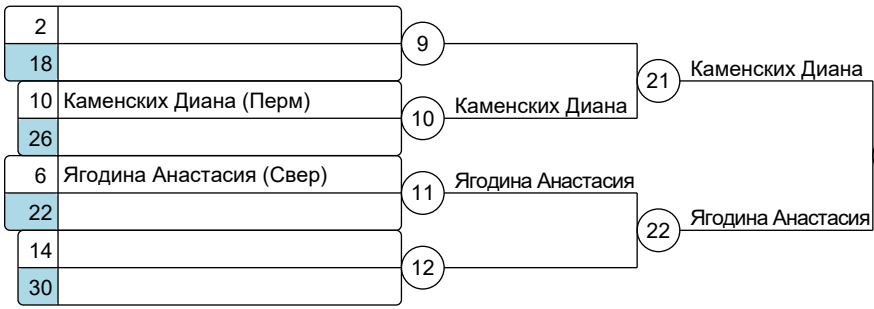 2
9
18
21 Каменских Диана
10 Каменских Диана (Перм)
10 Каменских Диана
26
6 Ягодина Анастасия (Свер)
11 Ягодина Анастасия
22
22 Ягодина Анастасия
14
12
30